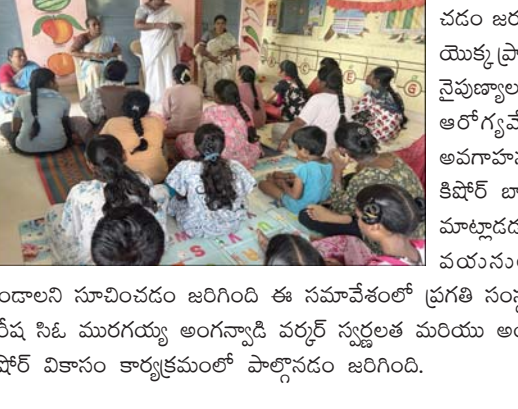 చడం జరు
యొక్క ప్రా
నైపుణ్యాల
ఆరోగ్యవే
అవగాహన
కిషోర్ బా
మాట్లాడడ
వయసుల
ండాలని సూచించడం జరిగింది ఈ సమావేశంలో ప్రగతి సంస్థ
రీష సిఓ మురగయ్య అంగన్వాడి వర్కర్ స్వర్ణలత మరియు అం
షోర్ వికాసం కార్యక్రమంలో పాల్గొనడం జరిగింది.